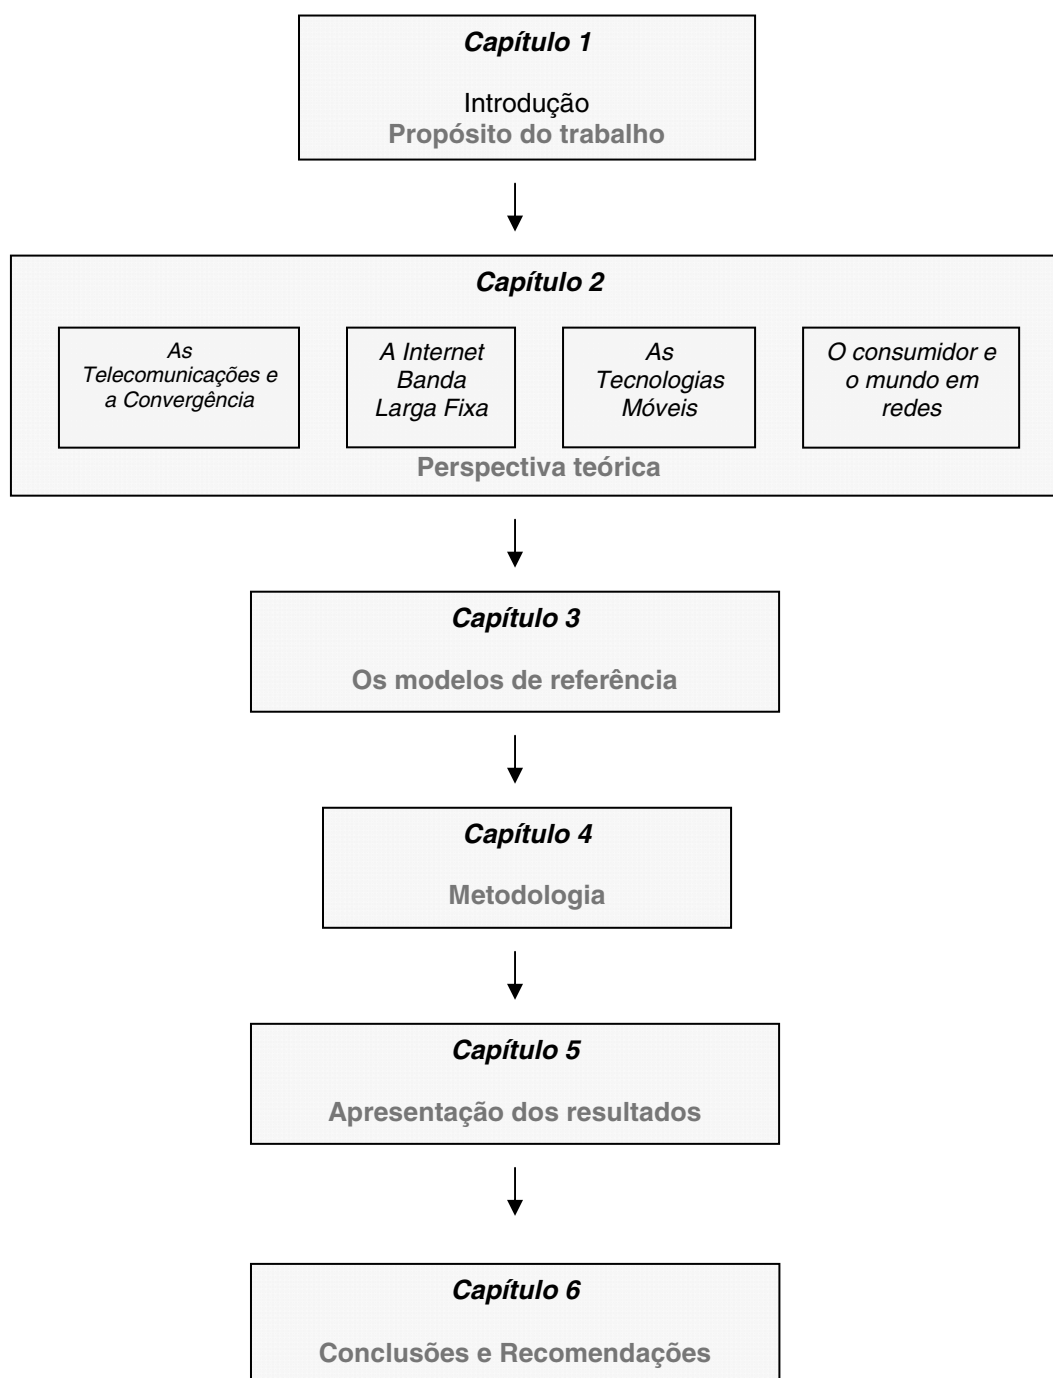 Capítulo 1
Introdução
Propósito do trabalho
Capítulo 2
As
Telecomunicações e
a Convergência
A Internet
Banda
Larga Fixa
As
Tecnologias
Móveis
O consumidor e
o mundo em
redes
Perspectiva teórica
Capítulo 3
Os modelos de referência
Capítulo 4
Metodologia
Capítulo 5
Apresentação dos resultados
Capítulo 6
Conclusões e Recomendações